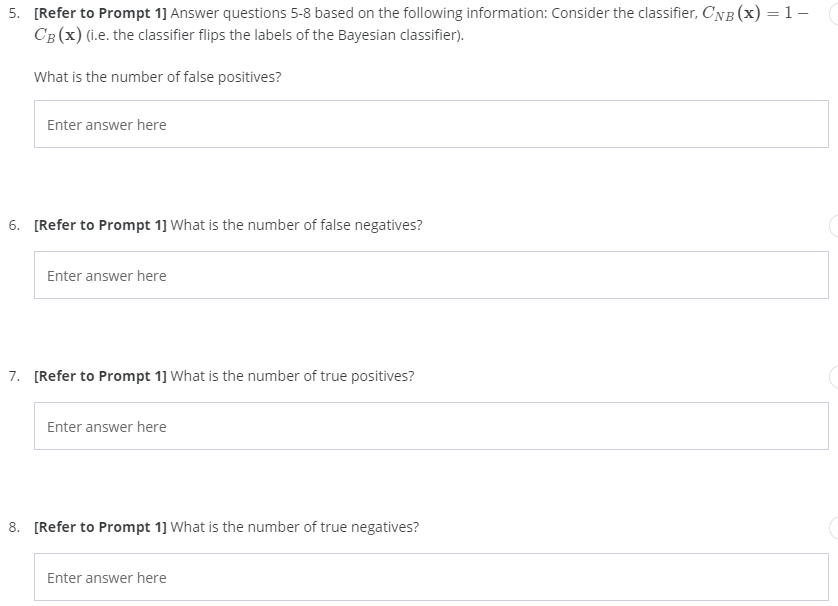 5. [Refer to Prompt 1] Answer questions 5-8 based on the following information: Consider the classifier, C_{NB}(x) = 1 −
C_B(x) (i.e. the classifier flips the labels of the Bayesian classifier).
What is the number of false positives?
Enter answer here
6. [Refer to Prompt 1] What is the number of false negatives?
Enter answer here
7. [Refer to Prompt 1] What is the number of true positives?
Enter answer here
8. [Refer to Prompt 1] What is the number of true negatives?
Enter answer here